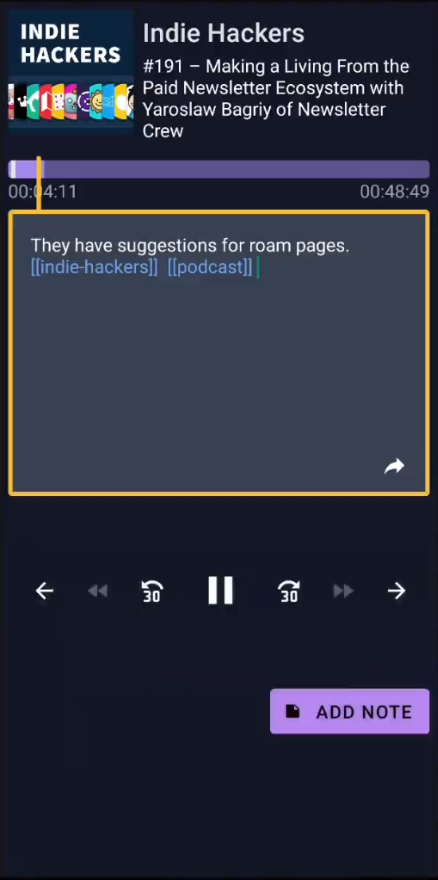 INDIE
HACKERS
Indie Hackers
#191 – Making a Living From the
Paid Newsletter Ecosystem with
Yaroslaw Bagriy of Newsletter
Crew
00:04:11
00:48:49
They have suggestions for roam pages.
[[indie-hackers]] [[podcast]]
30
30
ADD NOTE